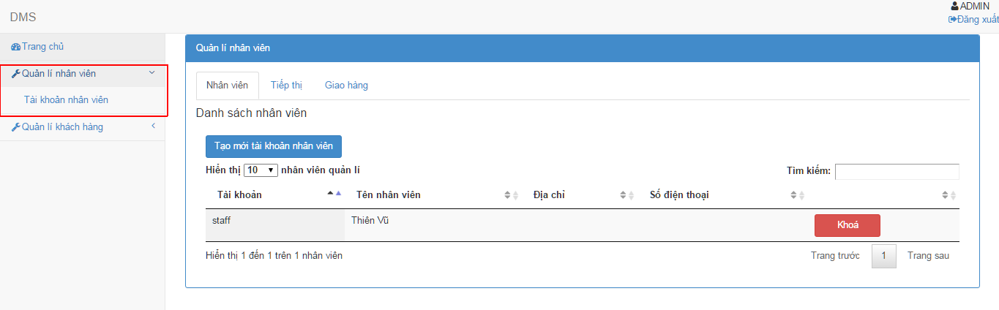 DMS
ADMIN
Đăng xuất
Trang chủ
Quản lí nhân viên
Tài khoản nhân viên
Quản lí khách hàng
Quản lí nhân viên
Nhân viên Tiếp thị Giao hàng
Danh sách nhân viên
Tạo mới tài khoản nhân viên
Hiển thị 10 nhân viên quản lí Tìm kiếm:
Tài khoản Tên nhân viên Địa chỉ Số điện thoại
staff Thiên Vũ Khoá
Hiển thị 1 đến 1 trên 1 nhân viên Trang trước 1 Trang sau